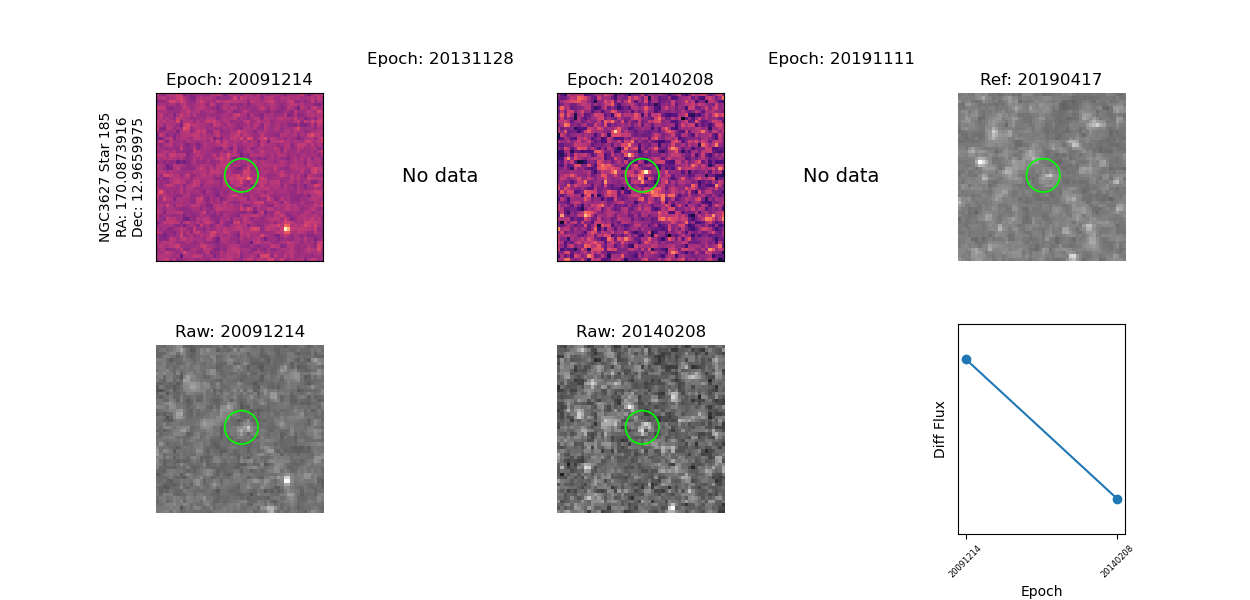 Epoch: 20131128
Epoch: 20191111
Epoch: 20091214
Epoch: 20140208
Ref: 20190417
NGC3627 Star 185
RA: 170.0873916
Dec: 12.9659975
No data
No data
Raw: 20091214
Raw: 20140208
Diff Flux
20091214
20140208
Epoch